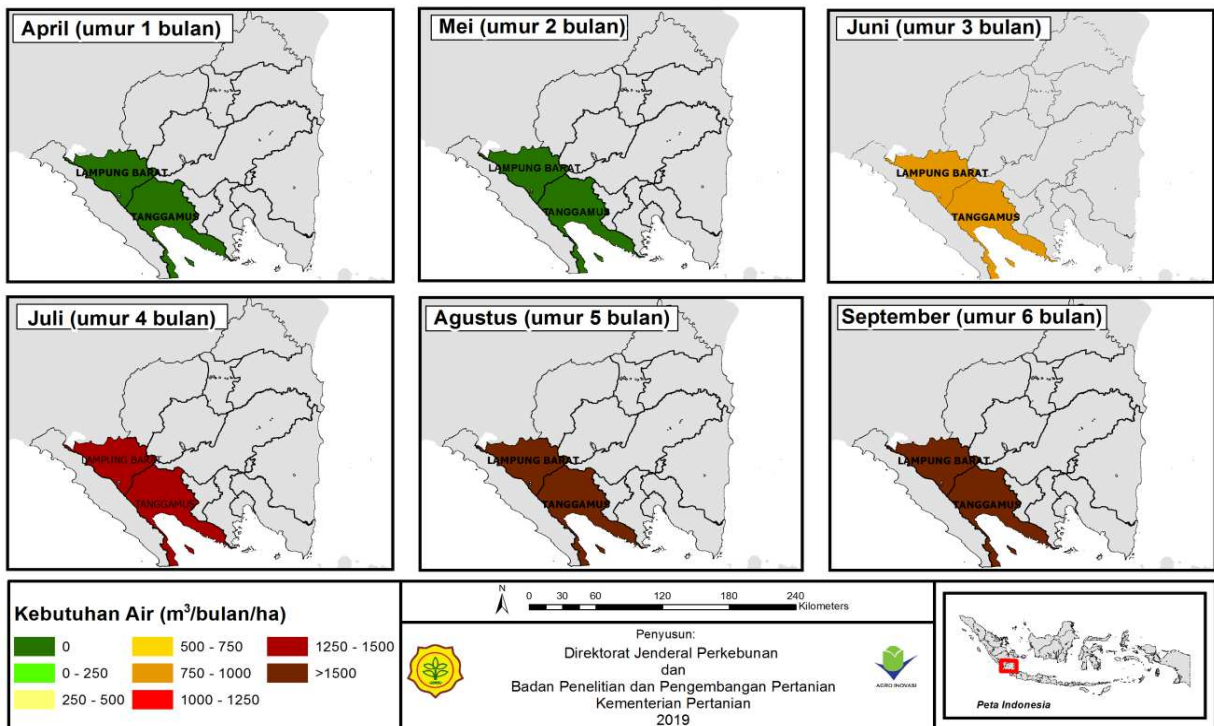 April (umur 1 bulan)
LAMPUNG BARAT
TANGGAMUS
Mei (umur 2 bulan)
LAMPUNG BARAT
TANGGAMUS
Juni (umur 3 bulan)
LAMPUNG BARAT
TANGGAMUS
Juli (umur 4 bulan)
LAMPUNG BARAT
TANGGAMUS
Agustus (umur 5 bulan)
LAMPUNG BARAT
TANGGAMUS
September (umur 6 bulan)
LAMPUNG BARAT
TANGGAMUS
Kebutuhan Air (m³/bulan/ha)
0
0 - 250
250 - 500
500 - 750
750 - 1000
1000 - 1250
1250 - 1500
>1500
N
0 30 60 120 180 240
Kilometers
Penyusun:
Direktorat Jenderal Perkebunan
dan
Badan Penelitian dan Pengembangan Pertanian
Kementerian Pertanian
2019
AGRO INOVASI
Peta Indonesia